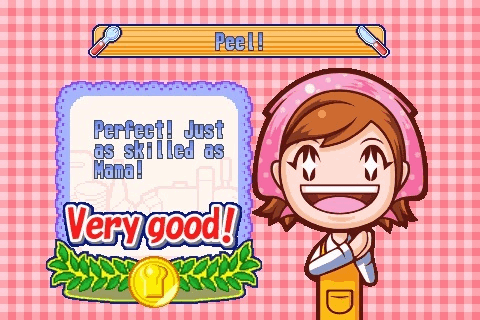 Peel!
Perfect! Just
as skilled as
Mama!
Very good!